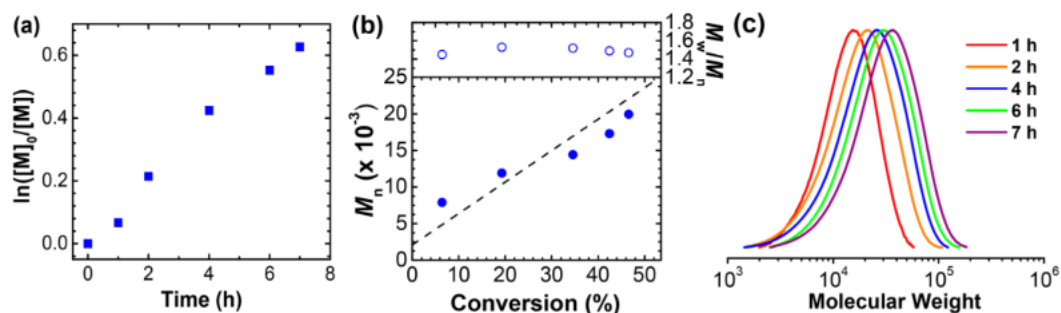 (a)
ln([M]₀/[M])
0.6
0.4
0.2
0.0
0 2 4 6 8
Time (h)
(b)
1.8
1.6
1.4
1.2
Mw/Mn
25
20
15
10
5
0
Mn (x 10⁻³)
0 10 20 30 40 50
Conversion (%)
(c)
1 h
2 h
4 h
6 h
7 h
10³ 10⁴ 10⁵ 10⁶
Molecular Weight